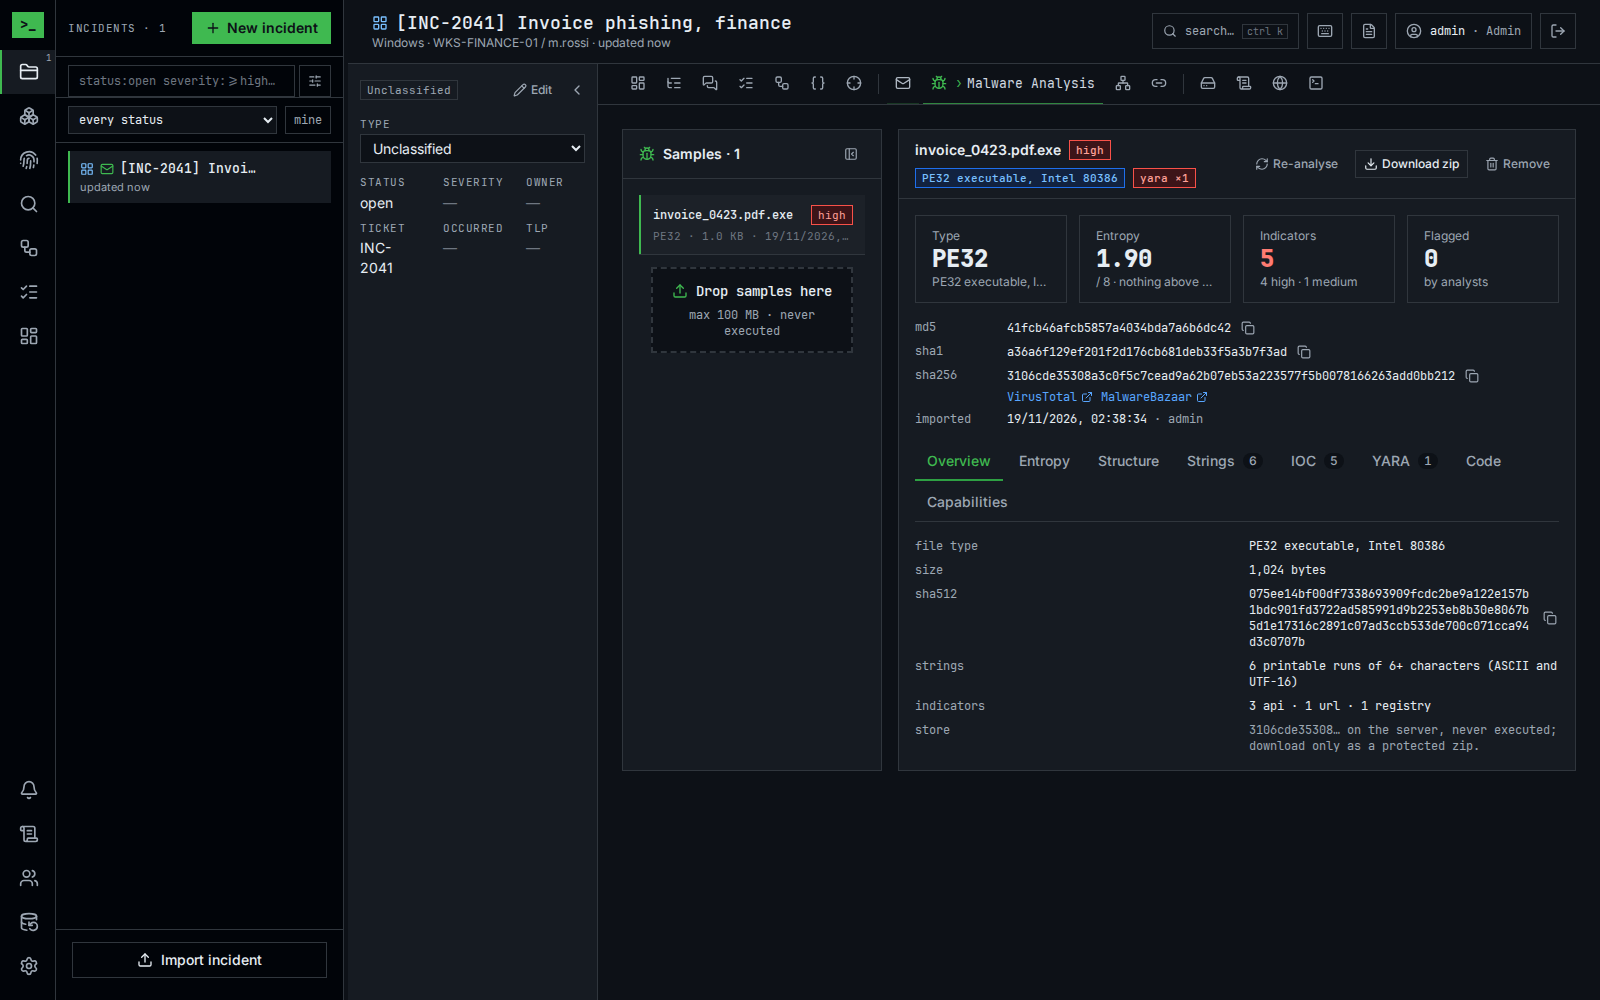 >_
1
INCIDENTS · 1
+ New incident
status:open severity:≥high…
every status
mine
[INC-2041] Invoi…
updated now
Import incident
[INC-2041] Invoice phishing, finance
Windows · WKS-FINANCE-01 / m.rossi · updated now
search… ctrl k
admin · Admin
Unclassified
Edit
TYPE
Unclassified
STATUS SEVERITY OWNER
open — —
TICKET OCCURRED TLP
INC-2041 — —
› Malware Analysis
Samples · 1
invoice_0423.pdf.exe high
PE32 · 1.0 KB · 19/11/2026,…
Drop samples here
max 100 MB · never
executed
invoice_0423.pdf.exe high
PE32 executable, Intel 80386 yara ×1
Re-analyse
Download zip
Remove
Type
PE32
PE32 executable, I…
Entropy
1.90
/ 8 · nothing above …
Indicators
5
4 high · 1 medium
Flagged
0
by analysts
md5 41fcb46afcb5857a4034bda7a6b6dc42
sha1 a36a6f129ef201f2d176cb681deb33f5a3b7f3ad
sha256 3106cde35308a3c0f5c7cead9a62b07eb53a223577f5b0078166263add0bb212
VirusTotal MalwareBazaar
imported 19/11/2026, 02:38:34 · admin
Overview Entropy Structure Strings 6 IOC 5 YARA 1 Code
Capabilities
file type PE32 executable, Intel 80386
size 1,024 bytes
sha512 075ee14bf00df7338693909fcdc2be9a122e157b
1bdc901fd3722ad585991d9b2253eb8b30e8067b
5d1e17316c2891c07ad3ccb533de700c071cca94
d3c0707b
strings 6 printable runs of 6+ characters (ASCII and
UTF-16)
indicators 3 api · 1 url · 1 registry
store 3106cde35308… on the server, never executed;
download only as a protected zip.